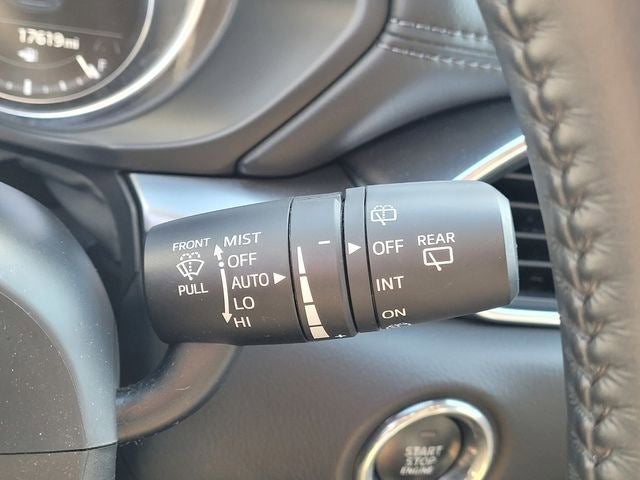 17619mi
F
FRONT
PULL
MIST
OFF
AUTO
LO
HI
-
+
OFF
INT
ON
REAR
START
STOP
ENGINE